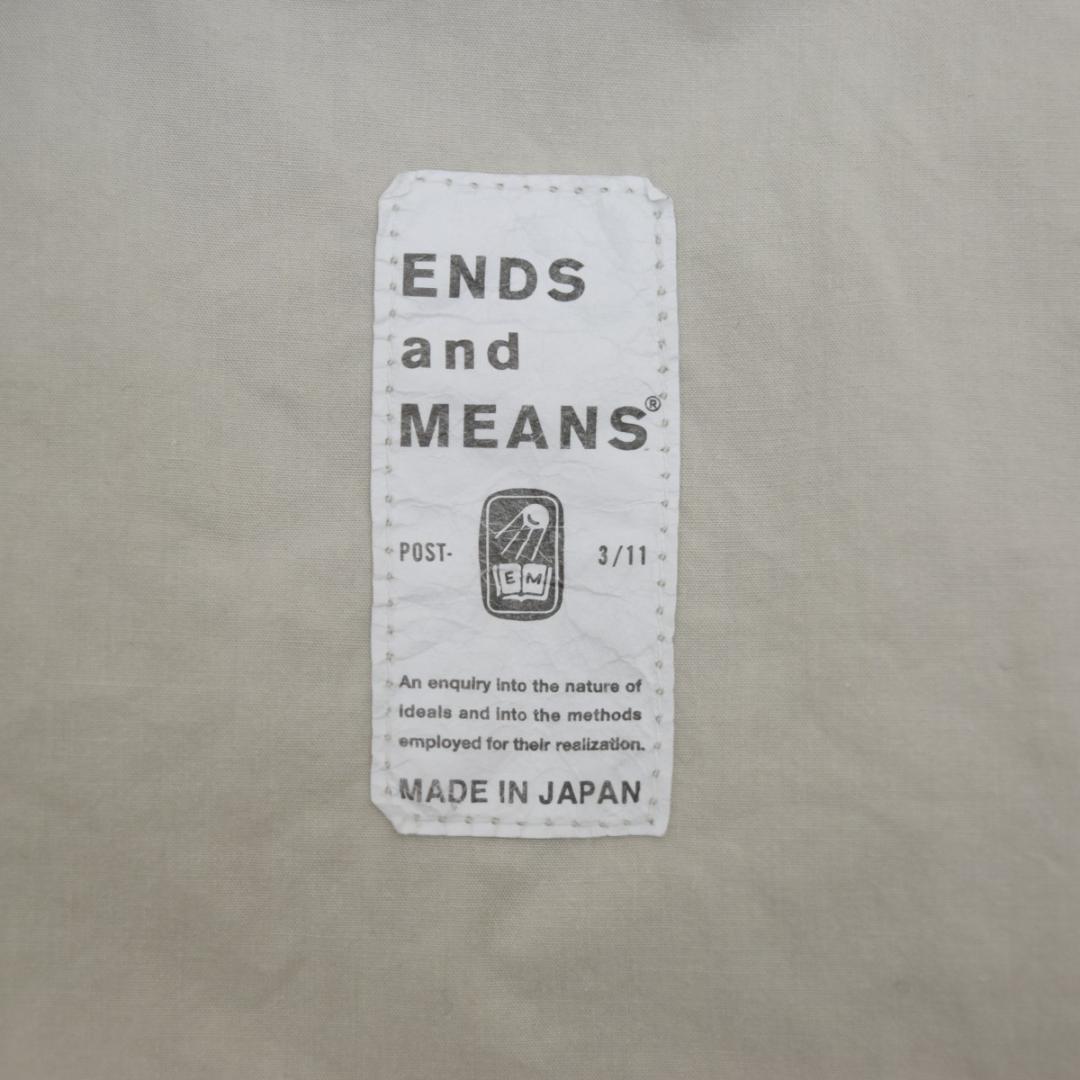 ENDS
and
MEANS®
POST- 3/11
E M
An enquiry into the nature of
ideals and into the methods
employed for their realization.
MADE IN JAPAN